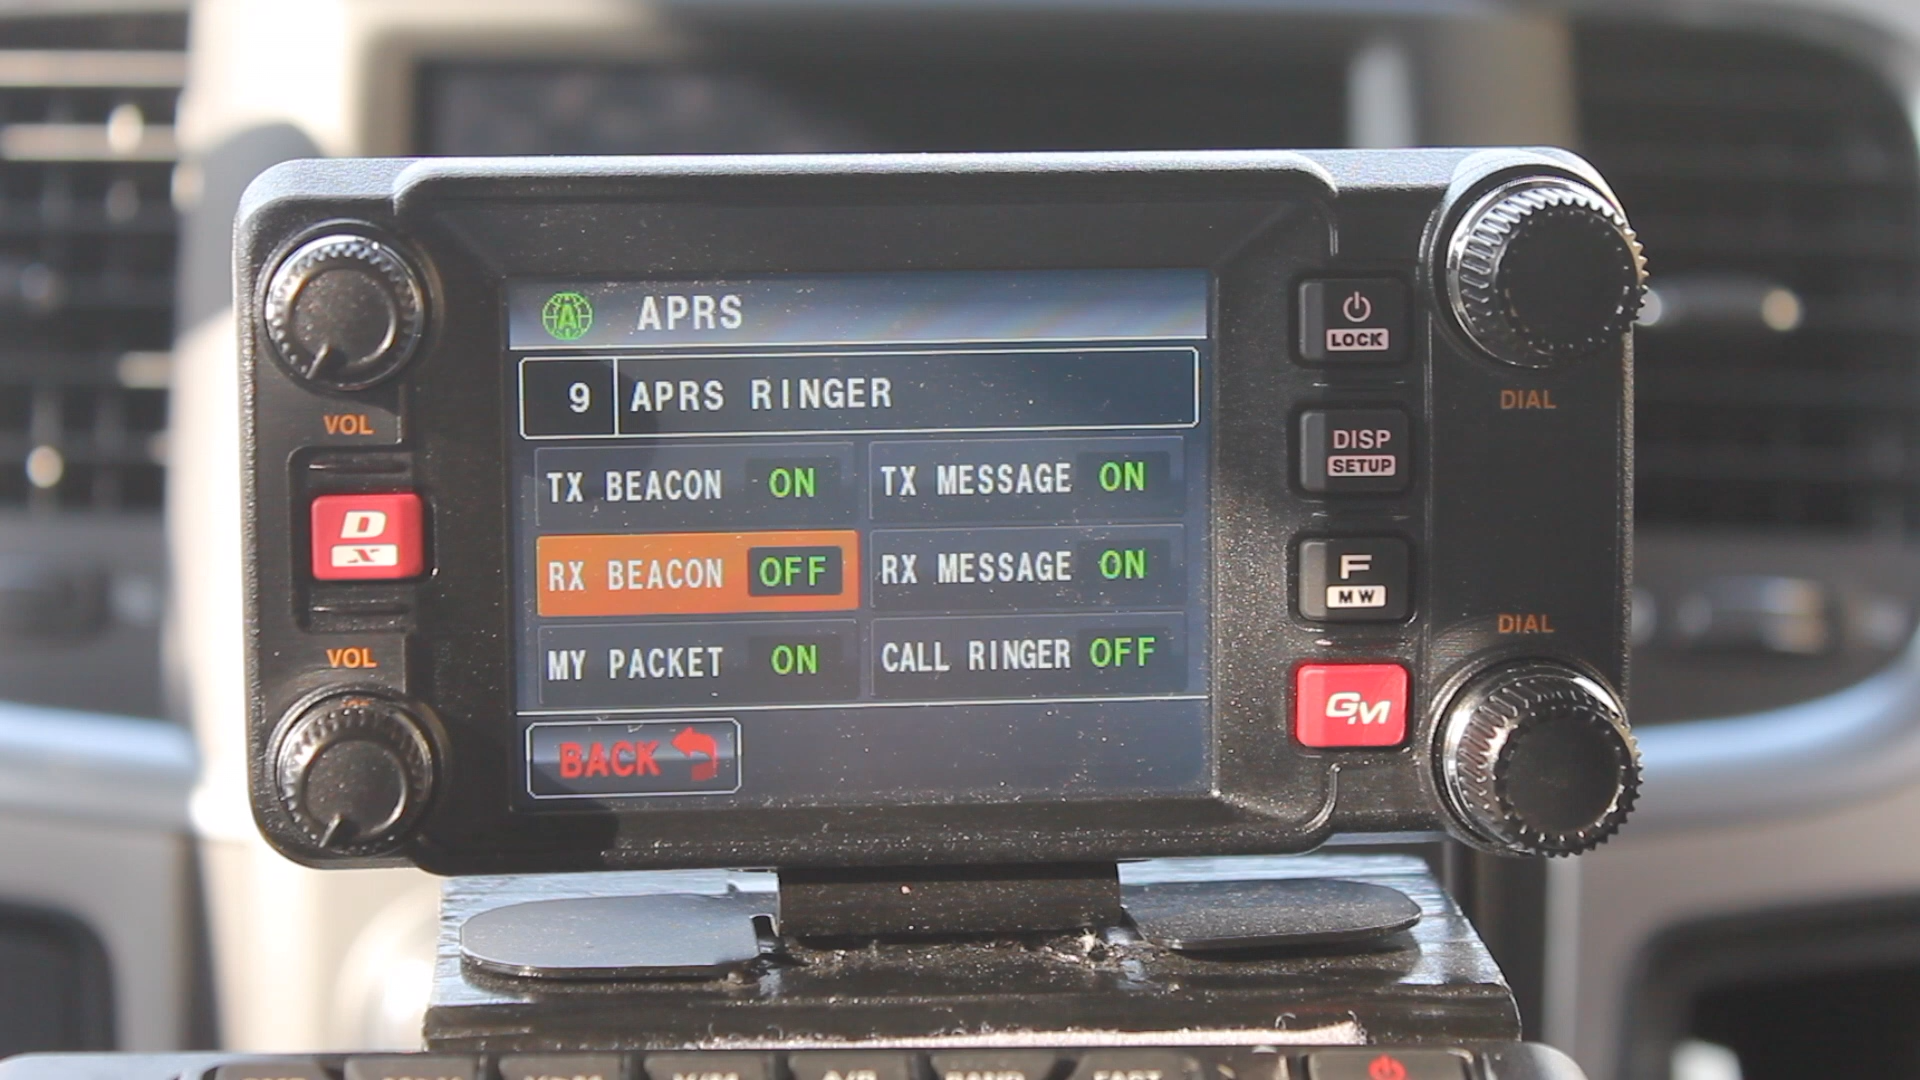 A APRS
9 APRS RINGER
TX BEACON ON TX MESSAGE ON
RX BEACON OFF RX MESSAGE ON
MY PACKET ON CALL RINGER OFF
BACK
VOL
D
X
VOL
LOCK
DISP
SETUP
F
MW
GM
DIAL
DIAL